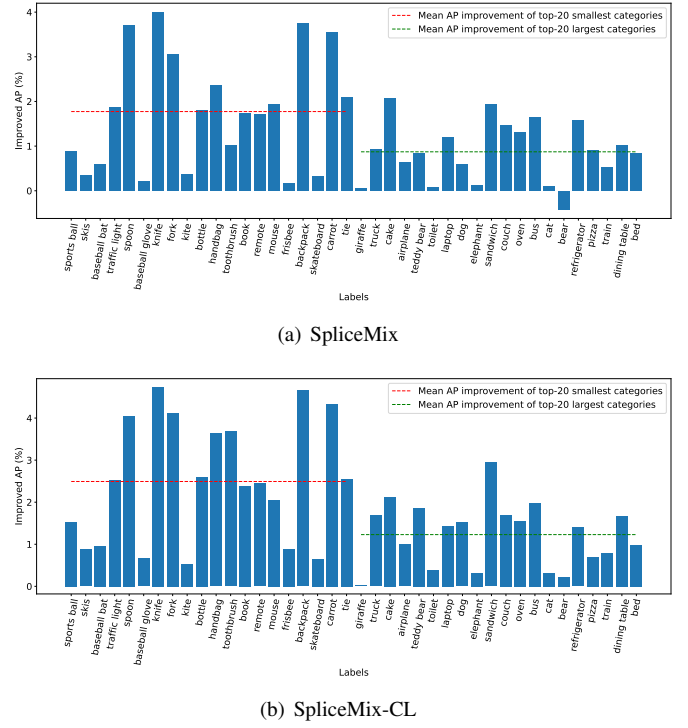 4
3
2
1
0
Improved AP (%)
Mean AP improvement of top-20 smallest categories
Mean AP improvement of top-20 largest categories
sports ball
skis
baseball bat
traffic light
spoon
baseball glove
knife
fork
kite
bottle
handbag
toothbrush
book
remote
mouse
frisbee
backpack
skateboard
carrot
tie
giraffe
truck
cake
airplane
teddy bear
toilet
laptop
dog
elephant
sandwich
couch
oven
bus
cat
bear
refrigerator
pizza
train
dining table
bed
Labels
(a) SpliceMix
4
3
2
1
0
Improved AP (%)
Mean AP improvement of top-20 smallest categories
Mean AP improvement of top-20 largest categories
sports ball
skis
baseball bat
traffic light
spoon
baseball glove
knife
fork
kite
bottle
handbag
toothbrush
book
remote
mouse
frisbee
backpack
skateboard
carrot
tie
giraffe
truck
cake
airplane
teddy bear
toilet
laptop
dog
elephant
sandwich
couch
oven
bus
cat
bear
refrigerator
pizza
train
dining table
bed
Labels
(b) SpliceMix-CL